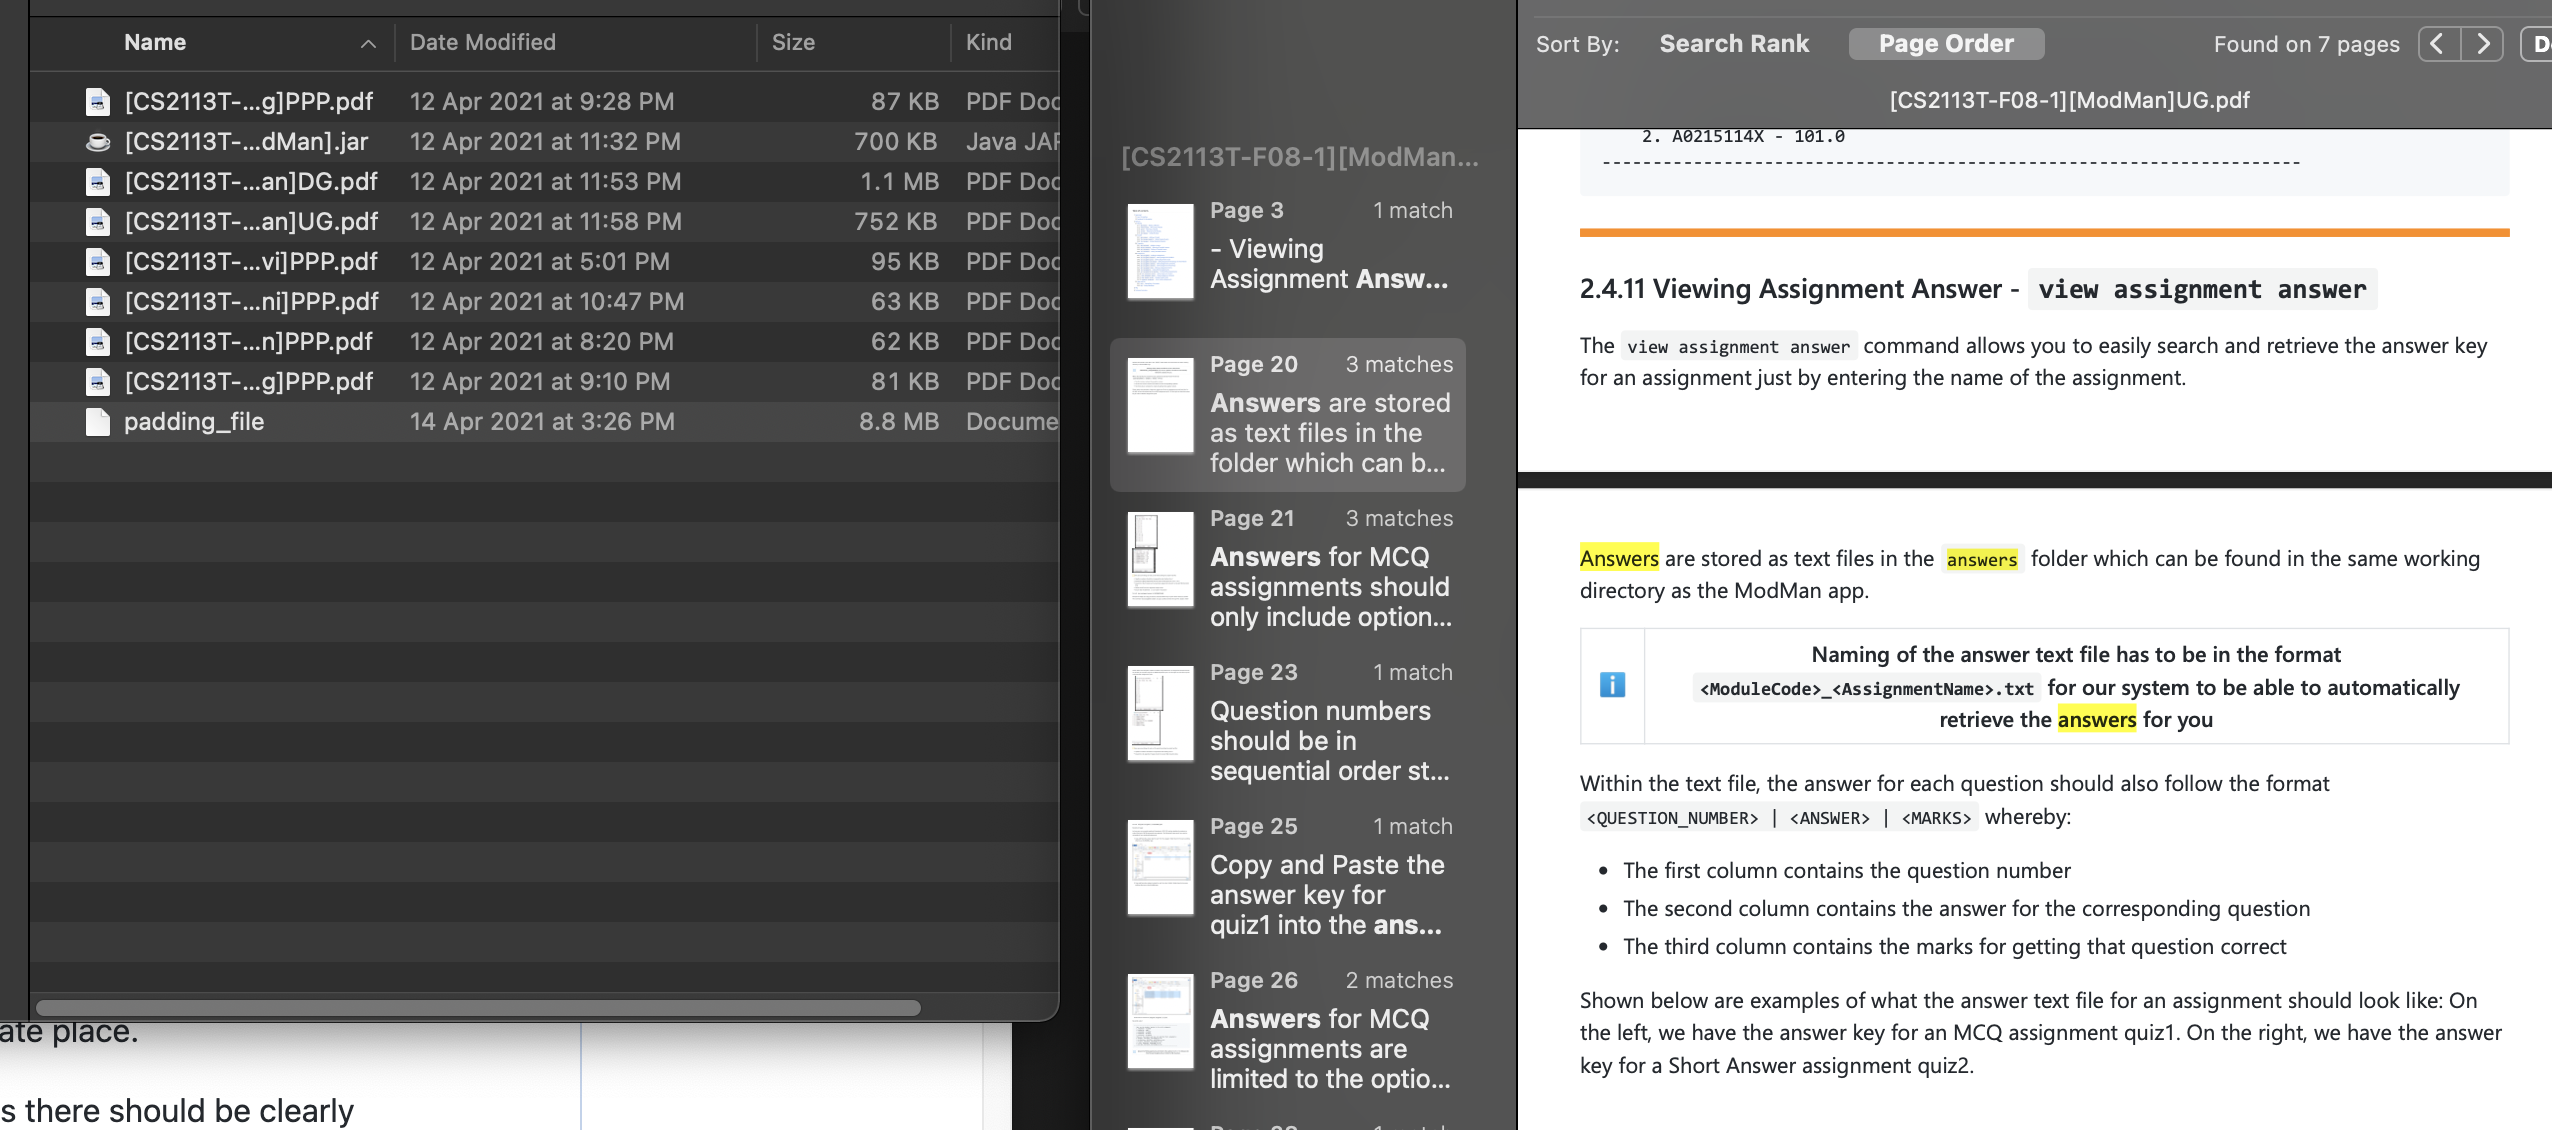 Name Date Modified Size Kind
[CS2113T-...g]PPP.pdf 12 Apr 2021 at 9:28 PM 87 KB PDF Doc
[CS2113T-...dMan].jar 12 Apr 2021 at 11:32 PM 700 KB Java JAR
[CS2113T-...an]DG.pdf 12 Apr 2021 at 11:53 PM 1.1 MB PDF Doc
[CS2113T-...an]UG.pdf 12 Apr 2021 at 11:58 PM 752 KB PDF Doc
[CS2113T-...vi]PPP.pdf 12 Apr 2021 at 5:01 PM 95 KB PDF Doc
[CS2113T-...ni]PPP.pdf 12 Apr 2021 at 10:47 PM 63 KB PDF Doc
[CS2113T-...n]PPP.pdf 12 Apr 2021 at 8:20 PM 62 KB PDF Doc
[CS2113T-...g]PPP.pdf 12 Apr 2021 at 9:10 PM 81 KB PDF Doc
padding_file 14 Apr 2021 at 3:26 PM 8.8 MB Docume
ate place.
s there should be clearly
[CS2113T-F08-1][ModMan...
Page 3 1 match
- Viewing
Assignment Answ...
Page 20 3 matches
Answers are stored
as text files in the
folder which can b...
Page 21 3 matches
Answers for MCQ
assignments should
only include option...
Page 23 1 match
Question numbers
should be in
sequential order st...
Page 25 1 match
Copy and Paste the
answer key for
quiz1 into the ans...
Page 26 2 matches
Answers for MCQ
assignments are
limited to the optio...
Sort By: Search Rank Page Order Found on 7 pages < > D
[CS2113T-F08-1][ModMan]UG.pdf
2. A0215114X - 101.0
---------------------------------------------------------------------
2.4.11 Viewing Assignment Answer - view assignment answer
The view assignment answer command allows you to easily search and retrieve the answer key
for an assignment just by entering the name of the assignment.
Answers are stored as text files in the answers folder which can be found in the same working
directory as the ModMan app.
Naming of the answer text file has to be in the format
<ModuleCode>_<AssignmentName>.txt for our system to be able to automatically
retrieve the answers for you
Within the text file, the answer for each question should also follow the format
<QUESTION_NUMBER> | <ANSWER> | <MARKS> whereby:
• The first column contains the question number
• The second column contains the answer for the corresponding question
• The third column contains the marks for getting that question correct
Shown below are examples of what the answer text file for an assignment should look like: On
the left, we have the answer key for an MCQ assignment quiz1. On the right, we have the answer
key for a Short Answer assignment quiz2.